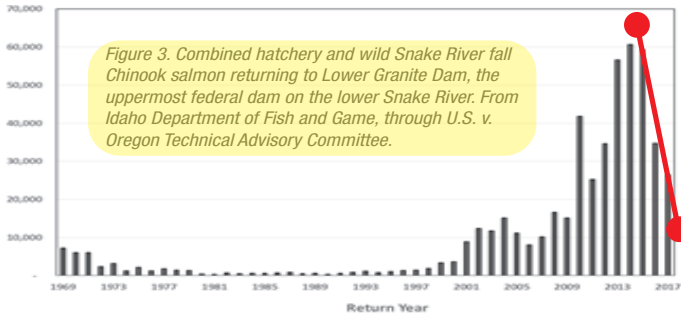 70,000
60,000
50,000
40,000
30,000
20,000
10,000
-
Figure 3. Combined hatchery and wild Snake River fall
Chinook salmon returning to Lower Granite Dam, the
uppermost federal dam on the lower Snake River. From
Idaho Department of Fish and Game, through U.S. v.
Oregon Technical Advisory Committee.
1969 1973 1977 1981 1985 1989 1993 1997 2001 2005 2009 2013 2017
Return Year